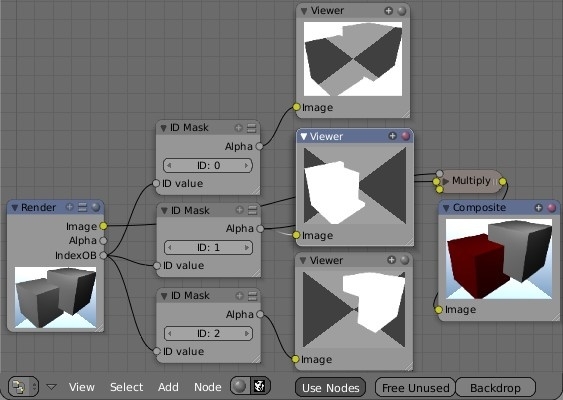 Viewer
Image
ID Mask
Alpha
ID: 0
ID value
Viewer
Image
Render
Image
Alpha
IndexOB
ID Mask
Alpha
ID: 1
ID value
Multiply
Composite
Image
Viewer
Image
ID Mask
Alpha
ID: 2
ID value
View Select Add Node Use Nodes Free Unused Backdrop